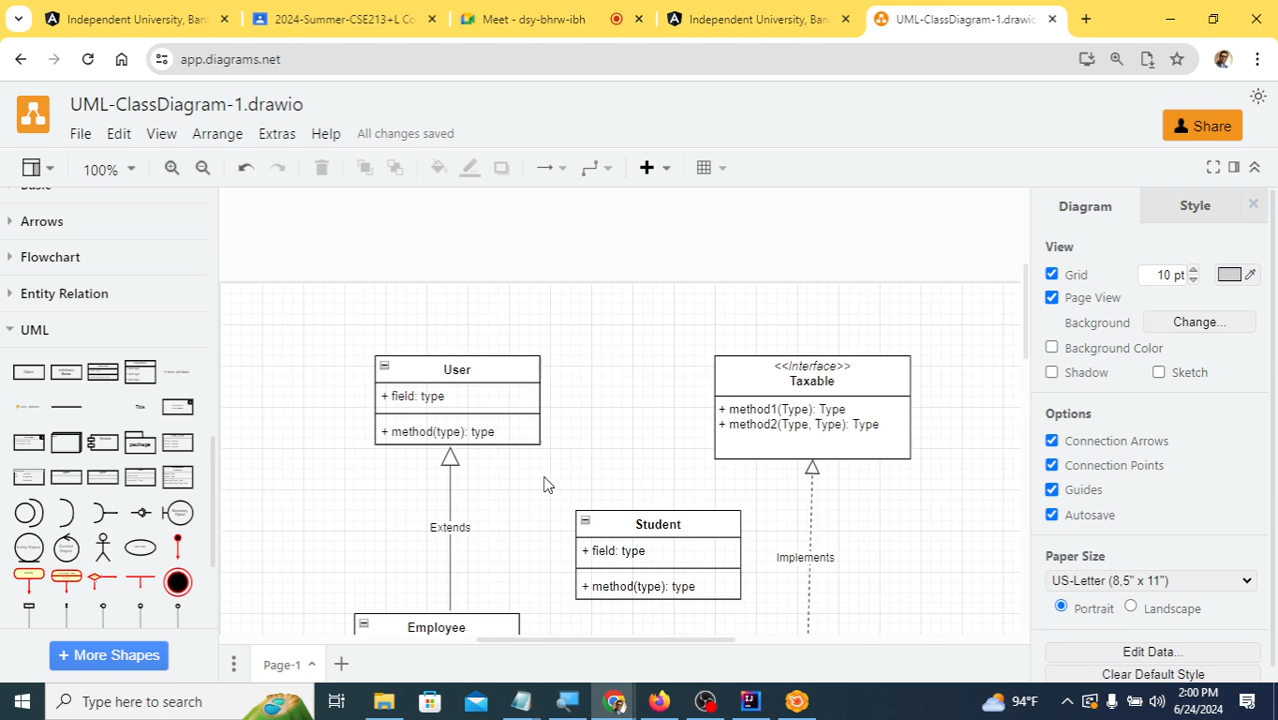 Independent University, Ban
2024-Summer-CSE213+L Co
Meet - dsy-bhrw-ibh
Independent University, Ban
UML-ClassDiagram-1.drawio
app.diagrams.net
UML-ClassDiagram-1.drawio
File Edit View Arrange Extras Help All changes saved
Share
100%
Arrows
Flowchart
Entity Relation
UML
package
Title
+ More Shapes
User
+ field: type
+ method(type): type
Extends
Employee
<<Interface>>
Taxable
+ method1(Type): Type
+ method2(Type, Type): Type
Student
+ field: type
+ method(type): type
Implements
Page-1
Diagram
Style
View
Grid
10 pt
Page View
Background
Change...
Background Color
Shadow
Sketch
Options
Connection Arrows
Connection Points
Guides
Autosave
Paper Size
US-Letter (8,5" x 11")
Portrait
Landscape
Edit Data...
Clear Default Style
Type here to search
94°F
2:00 PM
6/24/2024